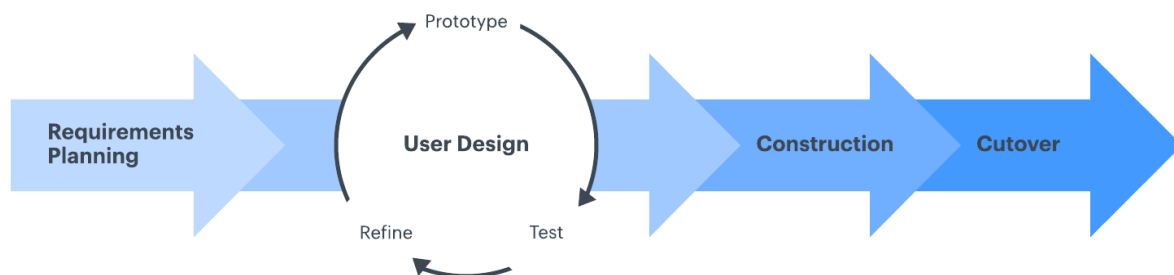 Prototype
Requirements
Planning
User Design
Construction
Cutover
Refine
Test